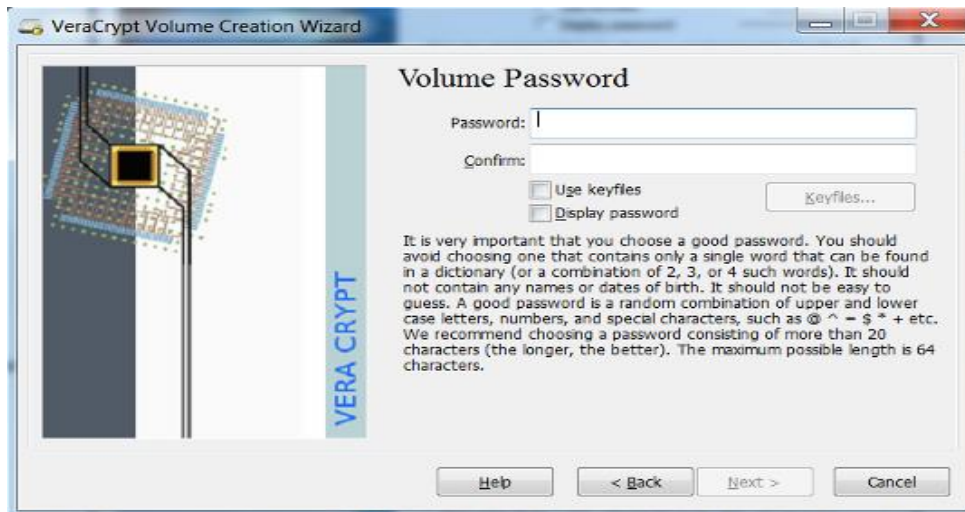 VeraCrypt Volume Creation Wizard
Volume Password
Password:
Confirm:
Use keyfiles
Keyfiles...
Display password
It is very important that you choose a good password. You should
avoid choosing one that contains only a single word that can be found
in a dictionary (or a combination of 2, 3, or 4 such words). It should
not contain any names or dates of birth. It should not be easy to
guess. A good password is a random combination of upper and lower
case letters, numbers, and special characters, such as @ ^ = $ * + etc.
We recommend choosing a password consisting of more than 20
characters (the longer, the better). The maximum possible length is 64
characters.
VERA CRYPT
Help
< Back
Next >
Cancel